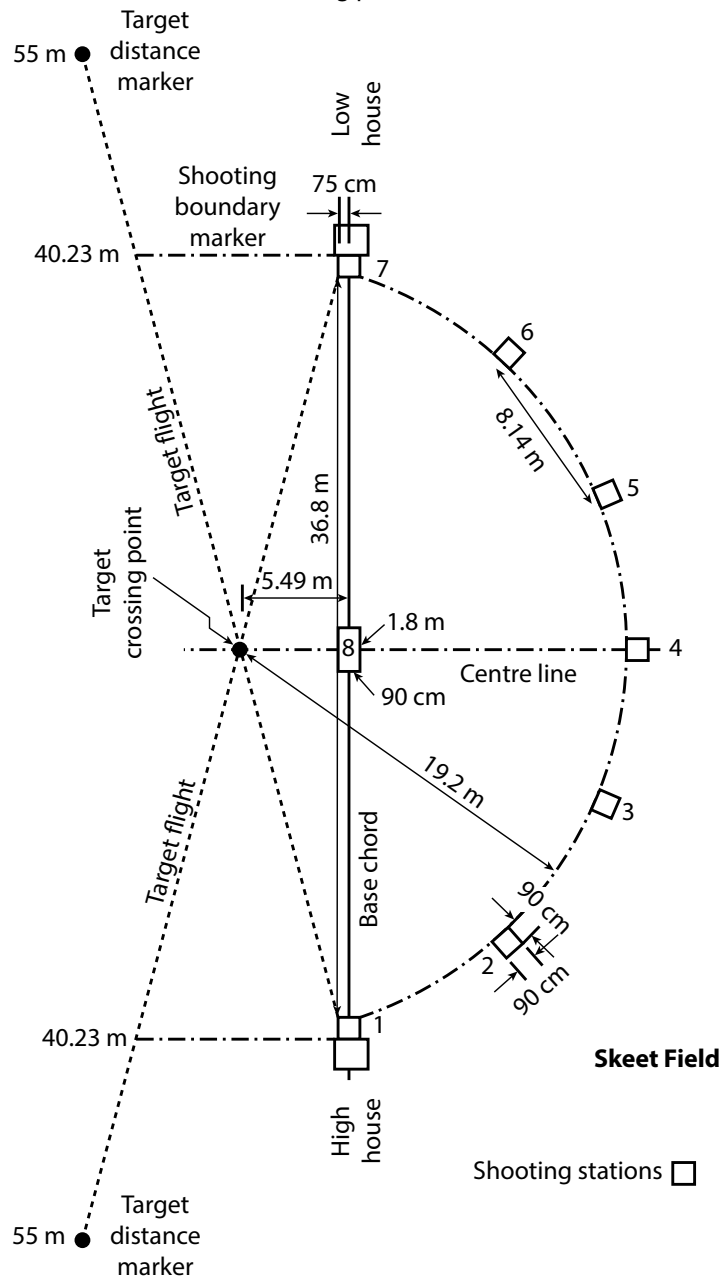 Target
distance
marker
55 m
Low
house
75 cm
Shooting
boundary
marker
40.23 m
7
6
8.14 m
5
Target flight
36.8 m
Target
crossing point
5.49 m
1.8 m
8
4
Centre line
90 cm
19.2 m
3
Target flight
Base chord
90 cm
2
90 cm
1
40.23 m
Skeet Field
High
house
Shooting stations
Target
distance
marker
55 m